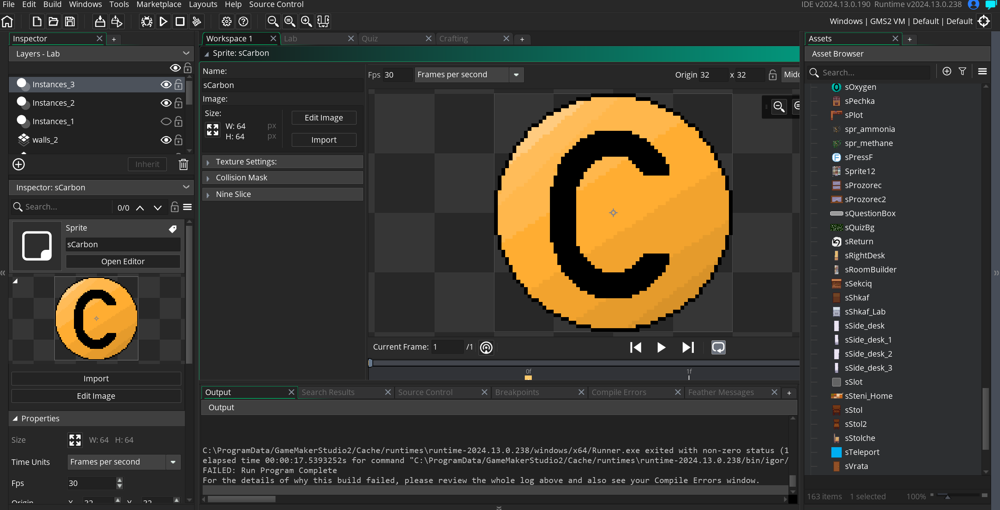 File Edit Build Windows Tools Marketplace Layouts Help Source Control
IDE v2024.13.0.190 Runtime v2024.13.0.238
Windows | GMS2 VM | Default | Default
Inspector
Layers - Lab
Instances_3
Instances_2
Instances_1
walls_2
Inherit
Inspector: sCarbon
Search...
0/0
Sprite
sCarbon
Open Editor
C
Import
Edit Image
Properties
Size W: 64 H: 64
Time Units Frames per second
Fps 30
Origin X 32 Y 32
Workspace 1 Lab Quiz Crafting
Sprite: sCarbon
Name:
sCarbon
Image:
Size:
W: 64 px
H: 64 px
Edit Image
Import
Texture Settings:
Collision Mask
Nine Slice
Fps 30 Frames per second
Origin 32 x 32
C
Current Frame: 1 /1
0f 1f
Output Search Results Source Control Breakpoints Compile Errors Feather Messages
Output
C:\ProgramData/GameMakerStudio2/Cache/runtimes\runtime-2024.13.0.238/windows/x64/Runner.exe exited with non-zero status (1
elapsed time 00:00:17.5393252s for command "C:\ProgramData/GameMakerStudio2/Cache/runtimes\runtime-2024.13.0.238/bin/igor/
FAILED: Run Program Complete
For the details of why this build failed, please review the whole log above and also see your Compile Errors window.
Assets
Asset Browser
Search...
sOxygen
sPechka
sPlot
spr_ammonia
spr_methane
sPressF
Sprite12
sProzorec
sProzorec2
sQuestionBox
sQuizBg
sReturn
sRightDesk
sRoomBuilder
sSekciq
sShkaf
sShkaf_Lab
sSide_desk
sSide_desk_1
sSide_desk_2
sSide_desk_3
sSlot
sSteni_Home
sStol
sStol2
sStolche
sTeleport
sVrata
163 items 1 selected 100%